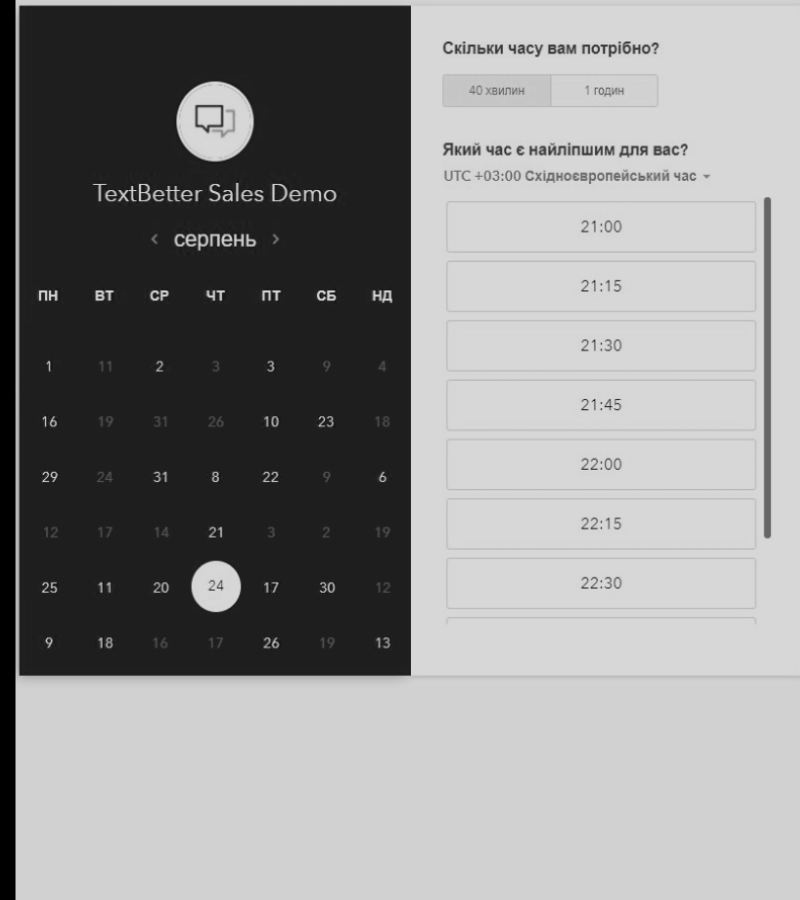 TextBetter Sales Demo
‹ серпень ›
ПН ВТ СР ЧТ ПТ СБ НД
1 11 2 3 3 9 4
16 19 31 26 10 23 18
29 24 31 8 22 9 6
12 17 14 21 3 2 19
25 11 20 24 17 30 12
9 18 16 17 26 19 13
Скільки часу вам потрібно?
40 хвилин 1 годин
Який час є найліпшим для вас?
UTC +03:00 Східноєвропейський час
21:00
21:15
21:30
21:45
22:00
22:15
22:30